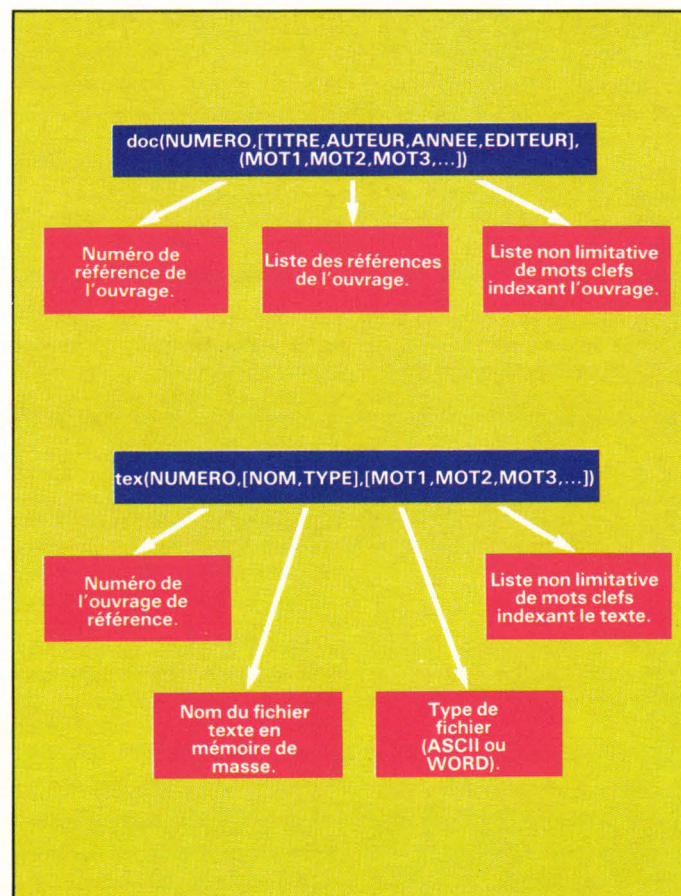 doc(NUMERO,[TITRE,AUTEUR,ANNEE,EDITEUR],
(MOT1,MOT2,MOT3,...])
Numéro de
référence de
l'ouvrage.
Liste des références
de l'ouvrage.
Liste non limitative
de mots clefs
indexant l'ouvrage.
tex(NUMERO,[NOM,TYPE],[MOT1,MOT2,MOT3,...])
Numéro de
l'ouvrage de
référence.
Liste non limitative
de mots clefs
indexant le texte.
Nom du fichier
texte en
mémoire de
masse.
Type de
fichier
(ASCII ou
WORD).